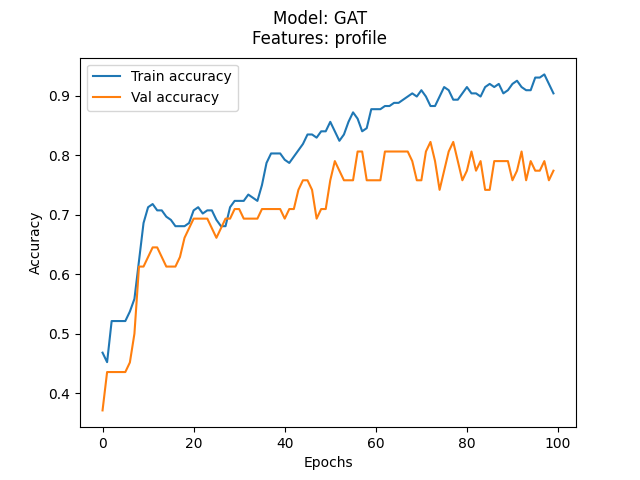 Model: GAT
Features: profile
Train accuracy
Val accuracy
Accuracy
0.9
0.8
0.7
0.6
0.5
0.4
0
20
40
60
80
100
Epochs